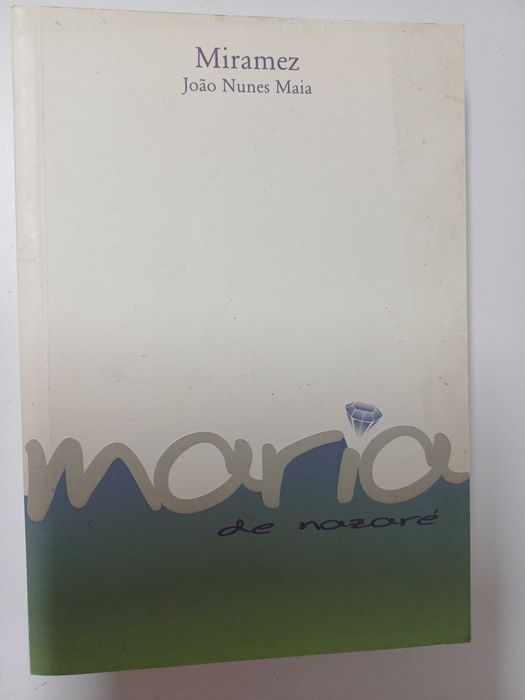 Miramez
João Nunes Maia
maria
de nazaré